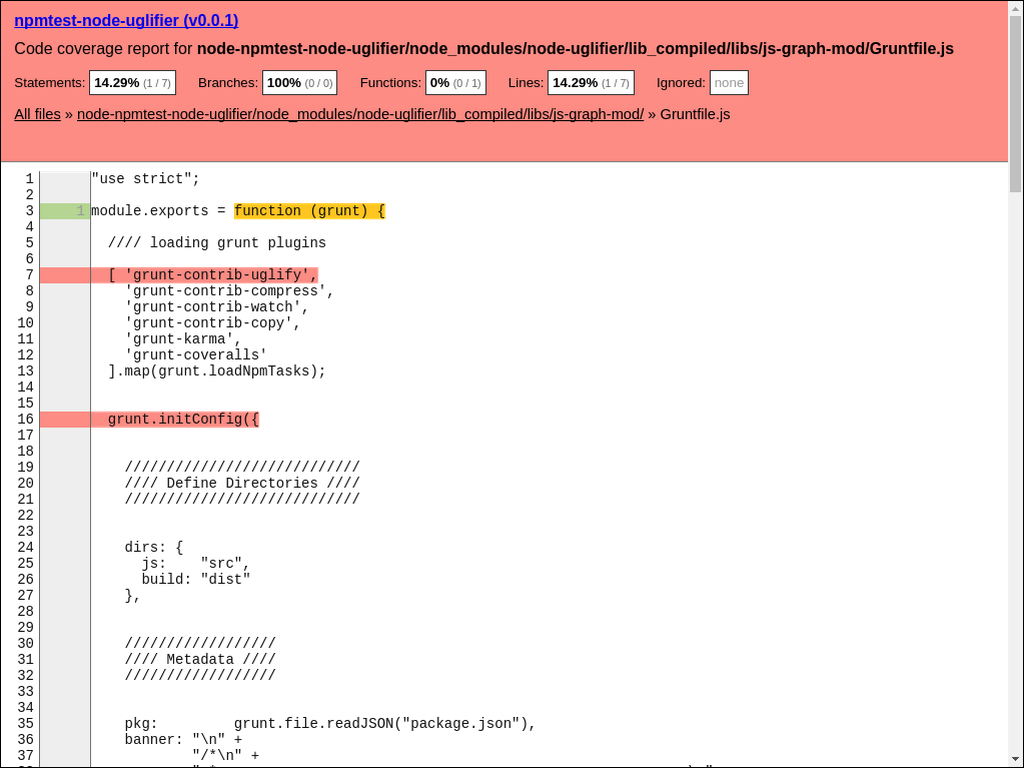 npmtest-node-uglifier (v0.0.1)
Code coverage report for node-npmtest-node-uglifier/node_modules/node-uglifier/lib_compiled/libs/js-graph-mod/Gruntfile.js
Statements: 14.29% (1 / 7) Branches: 100% (0 / 0) Functions: 0% (0 / 1) Lines: 14.29% (1 / 7) Ignored: none
All files » node-npmtest-node-uglifier/node_modules/node-uglifier/lib_compiled/libs/js-graph-mod/ » Gruntfile.js
1 "use strict";
2
3 1 module.exports = function (grunt) {
4
5 //// loading grunt plugins
6
7 [ 'grunt-contrib-uglify',
8 'grunt-contrib-compress',
9 'grunt-contrib-watch',
10 'grunt-contrib-copy',
11 'grunt-karma',
12 'grunt-coveralls'
13 ].map(grunt.loadNpmTasks);
14
15
16 grunt.initConfig({
17
18
19 ////////////////////////////
20 //// Define Directories ////
21 ////////////////////////////
22
23
24 dirs: {
25 js:    "src",
26 build: "dist"
27 },
28
29
30 //////////////////
31 //// Metadata ////
32 //////////////////
33
34
35 pkg:         grunt.file.readJSON("package.json"),
36 banner: "\n" +
37 "/*\n" +